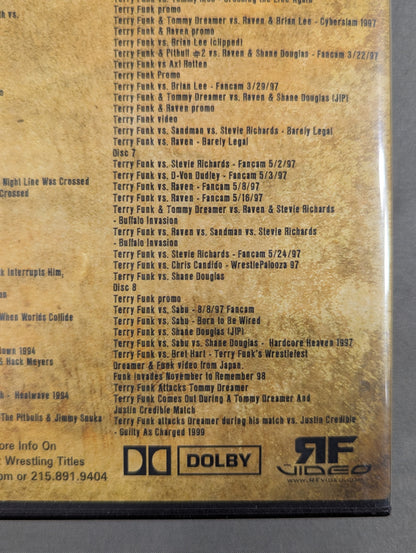 th vs.
Night Line Was Crossed
Crossed
k Interrupts Him,
an
When Worlds Collide
down 1994
& Hack Meyers
h - Heatwave 1994
The Pitbulls & Jimmy Snuka
ore Info On
t Wrestling Titles
om or 215.891.9404
Terry Funk promo
Terry Funk & Tommy Dreamer vs. Raven & Brian Lee - Cyberslam 1997
Terry Funk & Raven promo
Terry Funk vs. Brian Lee (clipped)
Terry Funk & Pitbull #2 vs. Raven & Shane Douglas - Fancam 3/22/97
Terry Funk vs Axl Rotten
Terry Funk Promo
Terry Funk vs. Brian Lee - Fancam 3/29/97
Terry Funk & Tommy Dreamer vs. Raven & Shane Douglas (JIP)
Terry Funk & Raven promo
Terry Funk video
Terry Funk vs. Sandman vs. Stevie Richards - Barely Legal
Terry Funk vs. Raven - Barely Legal
Disc 7
Terry Funk vs. Stevie Richards - Fancam 5/2/97
Terry Funk vs. D-Von Dudley - Fancam 5/3/97
Terry Funk vs. Raven - Fancam 5/8/97
Terry Funk vs. Raven - Fancam 5/16/97
Terry Funk & Tommy Dreamer vs. Raven & Stevie Richards
- Buffalo Invasion
Terry Funk vs. Raven vs. Sandman vs. Stevie Richards
- Buffalo Invasion
Terry Funk vs. Stevie Richards - Fancam 5/24/97
Terry Funk vs. Chris Candido - WrestlePalooza 97
Terry Funk vs. Shane Douglas
Disc 8
Terry Funk promo
Terry Funk vs. Sabu - 8/8/97 Fancam
Terry Funk vs. Sabu - Born to Be Wired
Terry Funk vs. Shane Douglas (JIP)
Terry Funk vs. Sabu vs. Shane Douglas - Hardcore Heaven 1997
Terry Funk vs. Bret Hart - Terry Funk's Wrestlefest
Dreamer & Funk video from Japan.
Funk invades November to Remember 98
Terry Funk Attacks Tommy Dreamer
Terry Funk Comes Out During A Tommy Dreamer And
Justin Credible Match
Terry Funk attacks Dreamer during his match vs. Justin Credible
- Guilty As Charged 1999
DOLBY
RF
VIDEO
www.RFvideo.com